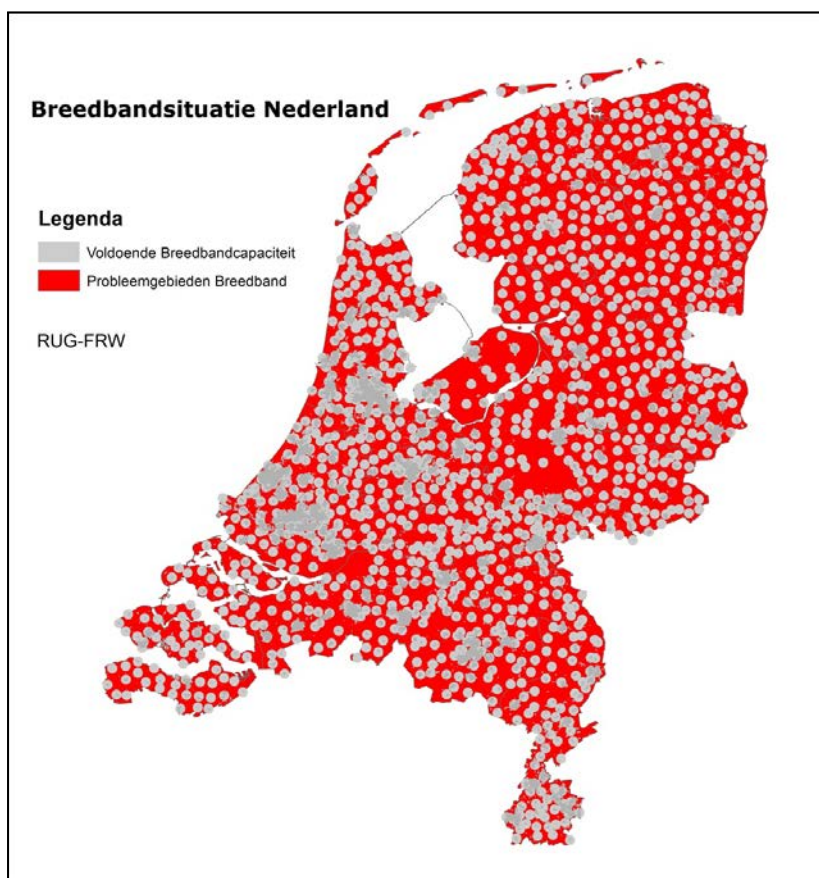 Breedbandsituatie Nederland
Legenda
Voldoende Breedbandcapaciteit
Probleemgebieden Breedband
RUG-FRW